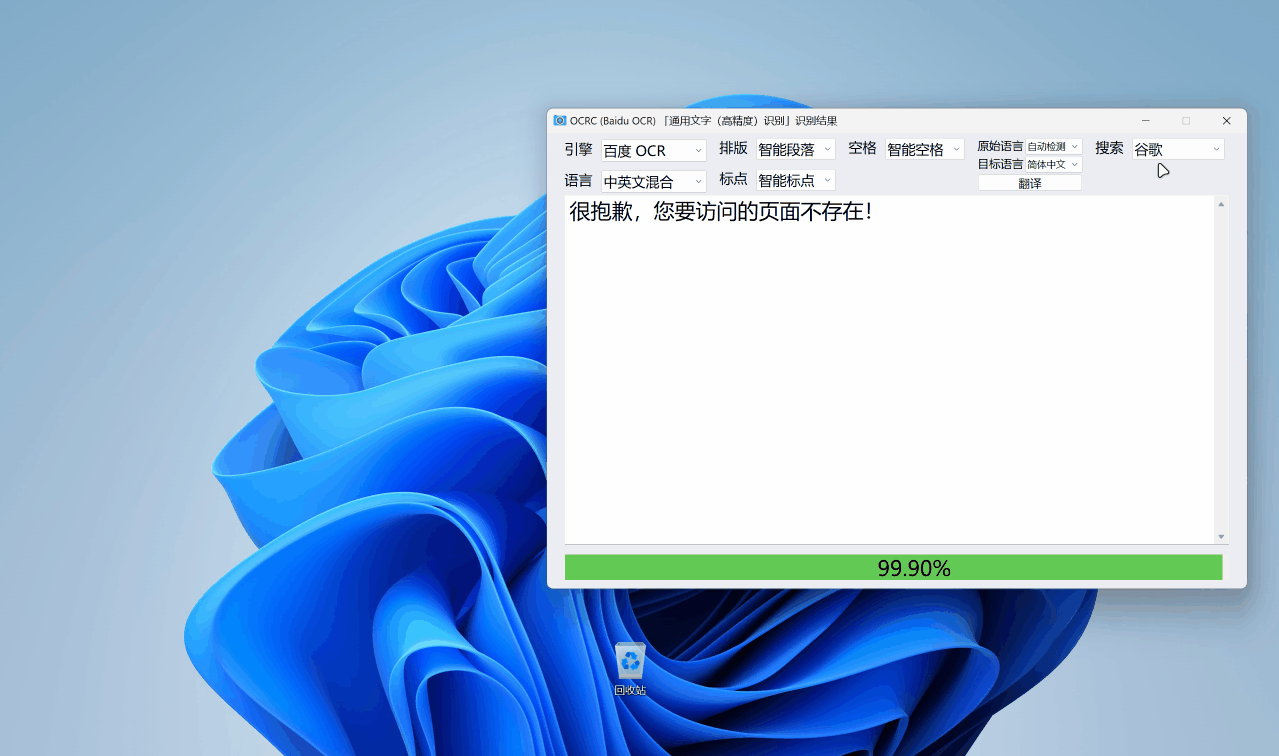 OCRC (Baidu OCR) 「通用文字（高精度）识别」识别结果
引擎 百度 OCR 排版 智能段落 空格 智能空格 原始语言 自动检测 搜索 谷歌
目标语言 简体中文
语言 中英文混合 标点 智能标点 翻译
很抱歉，您要访问的页面不存在！
99.90%
回收站